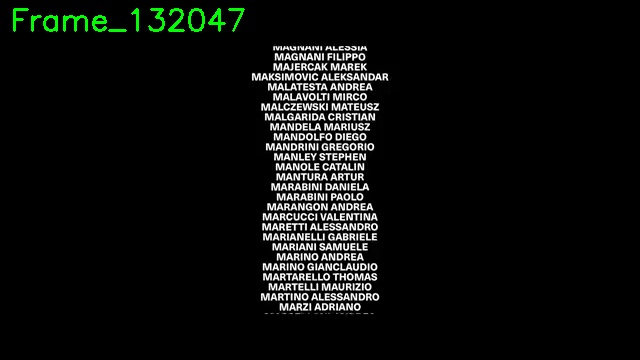 Frame_132047
MAGNANI ALESSIA
MAGNANI FILIPPO
MAJERCAK MAREK
MAKSIMOVIC ALEKSANDAR
MALATESTA ANDREA
MALAVOLTI MIRCO
MALCZEWSKI MATEUSZ
MALGARIDA CRISTIAN
MANDELA MARIUSZ
MANDOLFO DIEGO
MANDRINI GREGORIO
MANLEY STEPHEN
MANOLE CATALIN
MANTURA ARTUR
MARABINI DANIELA
MARABINI PAOLO
MARANGON ANDREA
MARCUCCI VALENTINA
MARETTI ALESSANDRO
MARIANELLI GABRIELE
MARIANI SAMUELE
MARINO ANDREA
MARINO GIANCLAUDIO
MARTARELLO THOMAS
MARTELLI MAURIZIO
MARTINO ALESSANDRO
MARZI ADRIANO